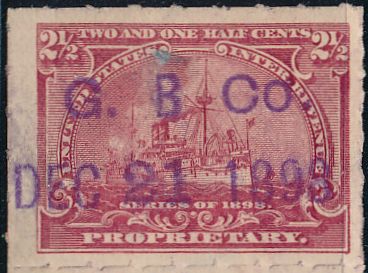 TWO AND ONE HALF CENTS
2½ 2½
UNITED STATES INTER. REVENUE
G. B Co
DEC 21 1898
SERIES OF 1898.
PROPRIETARY.